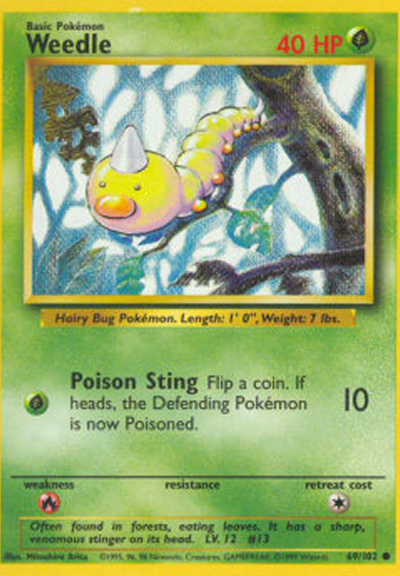 Basic Pokémon
Weedle 40 HP
Hairy Bug Pokémon. Length: 1' 0", Weight: 7 lbs.
Poison Sting Flip a coin. If
heads, the Defending Pokémon
is now Poisoned.
10
weakness resistance retreat cost
Often found in forests, eating leaves. It has a sharp,
venomous stinger on its head. LV. 12 #13
Illus. Mitsuhiro Arita ©1995, 96, 98 Nintendo, Creatures, GAMEFREAK. ©1999 Wizards. 69/102